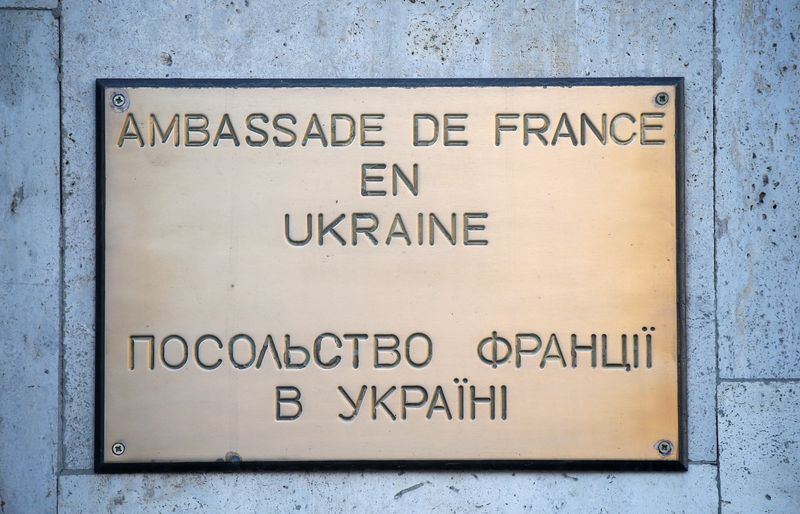 AMBASSADE DE FRANCE
EN
UKRAINE
ПОСОЛЬСТВО ФРАНЦІЇ
В УКРАЇНІ